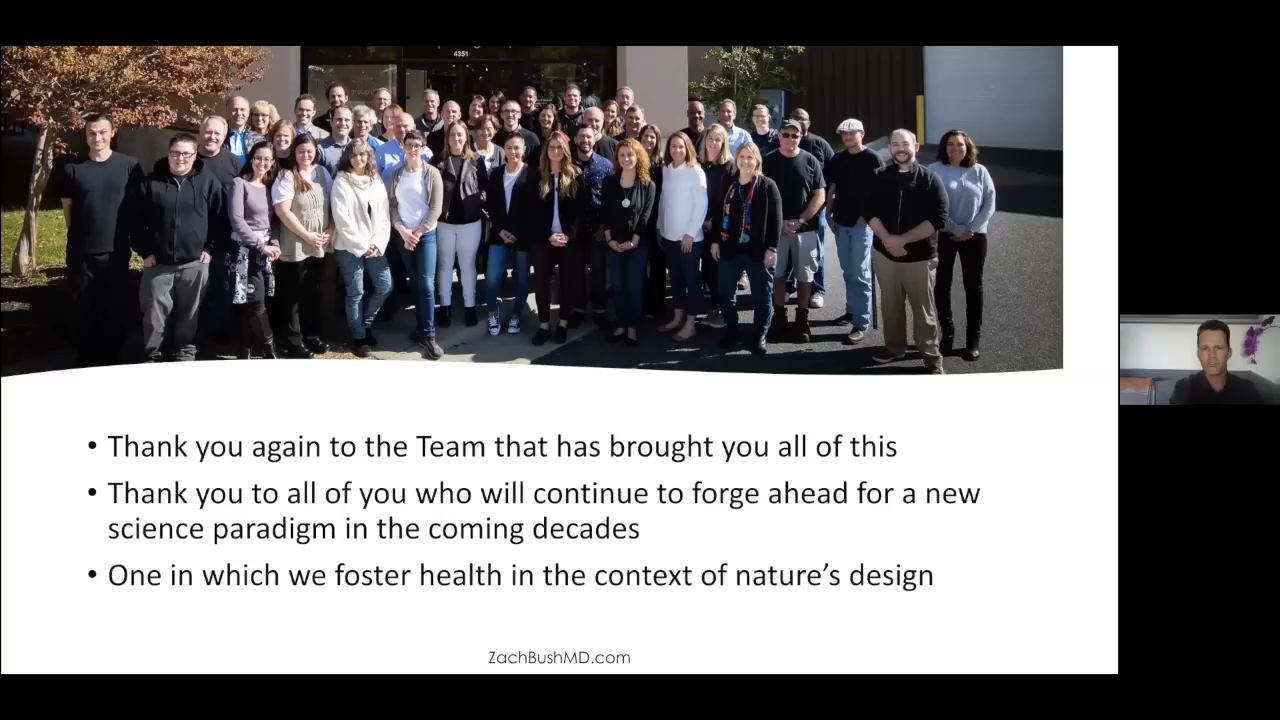 4351
• Thank you again to the Team that has brought you all of this
• Thank you to all of you who will continue to forge ahead for a new
science paradigm in the coming decades
• One in which we foster health in the context of nature’s design
ZachBushMD.com